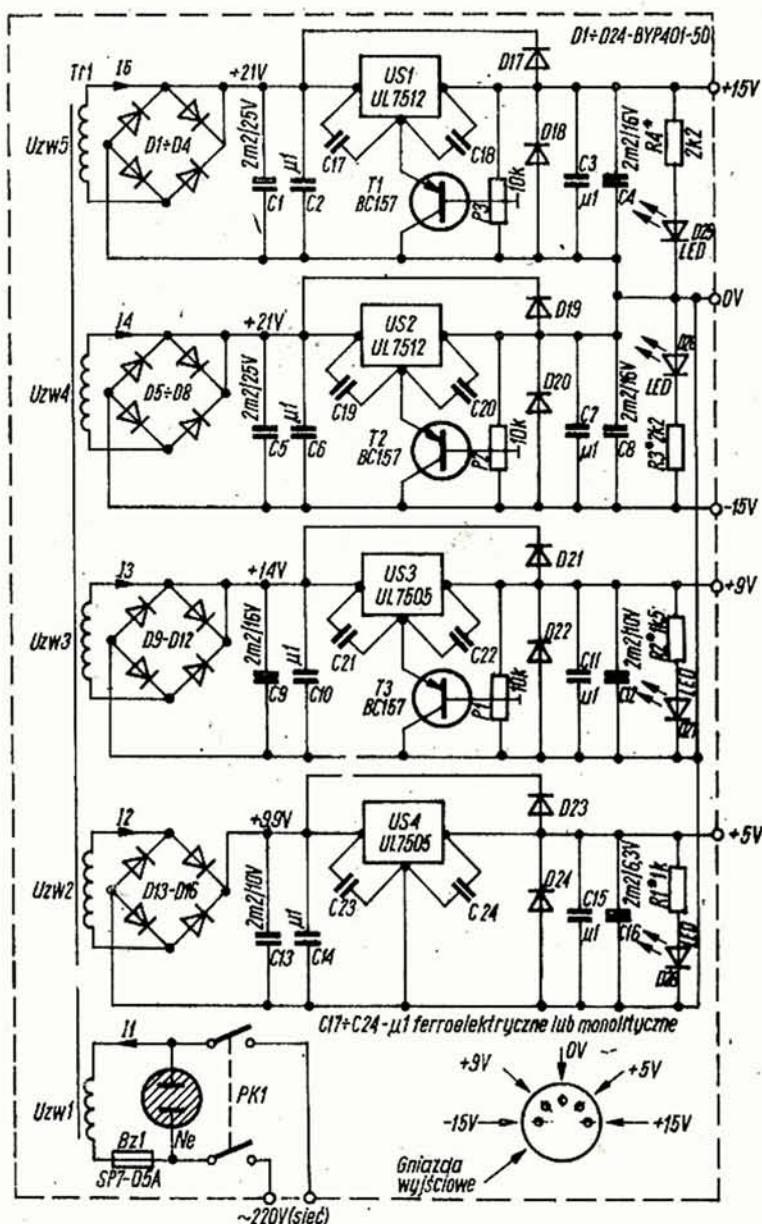 D1÷D24-BYP401-50
Tr1
I5
+21V
US1
UL7512
D17
+15V
Uzw5
D1÷D4
2m2/25V
C1
μ1
C2
C17
C18
T1
BC157
P3
10k
D18
C3
μ1
2m2/16V
C4
R4*
2k2
D25
LED
0V
I4
+21V
US2
UL7512
D19
Uzw4
D5÷D8
2m2/25V
C5
μ1
C6
C19
C20
T2
BC157
P2
10k
D20
C7
μ1
2m2/16V
C8
D26
LED
R3*2k2
-15V
I3
+14V
US3
UL7505
D21
+9V
Uzw3
D9-D12
2m2/16V
C9
μ1
C10
C21
C22
T3
BC157
P1
10k
D22
C11
μ1
2m2/10V
C12
R2*1k5
LED
D27
I2
+9,9V
US4
UL7505
D23
+5V
Uzw2
D13-D16
2m2/10V
C13
μ1
C14
C23
C24
D24
C15
μ1
2m2/6,3V
C16
R1*1k
LED
D28
C17÷C24-μ1 ferroelektryczne lub monolityczne
I1
Uzw1
Ne
PK1
Bz1
SP7-05A
~220V(sieć)
0V
+9V
+5V
-15V
+15V
Gniazda
wyjściowe